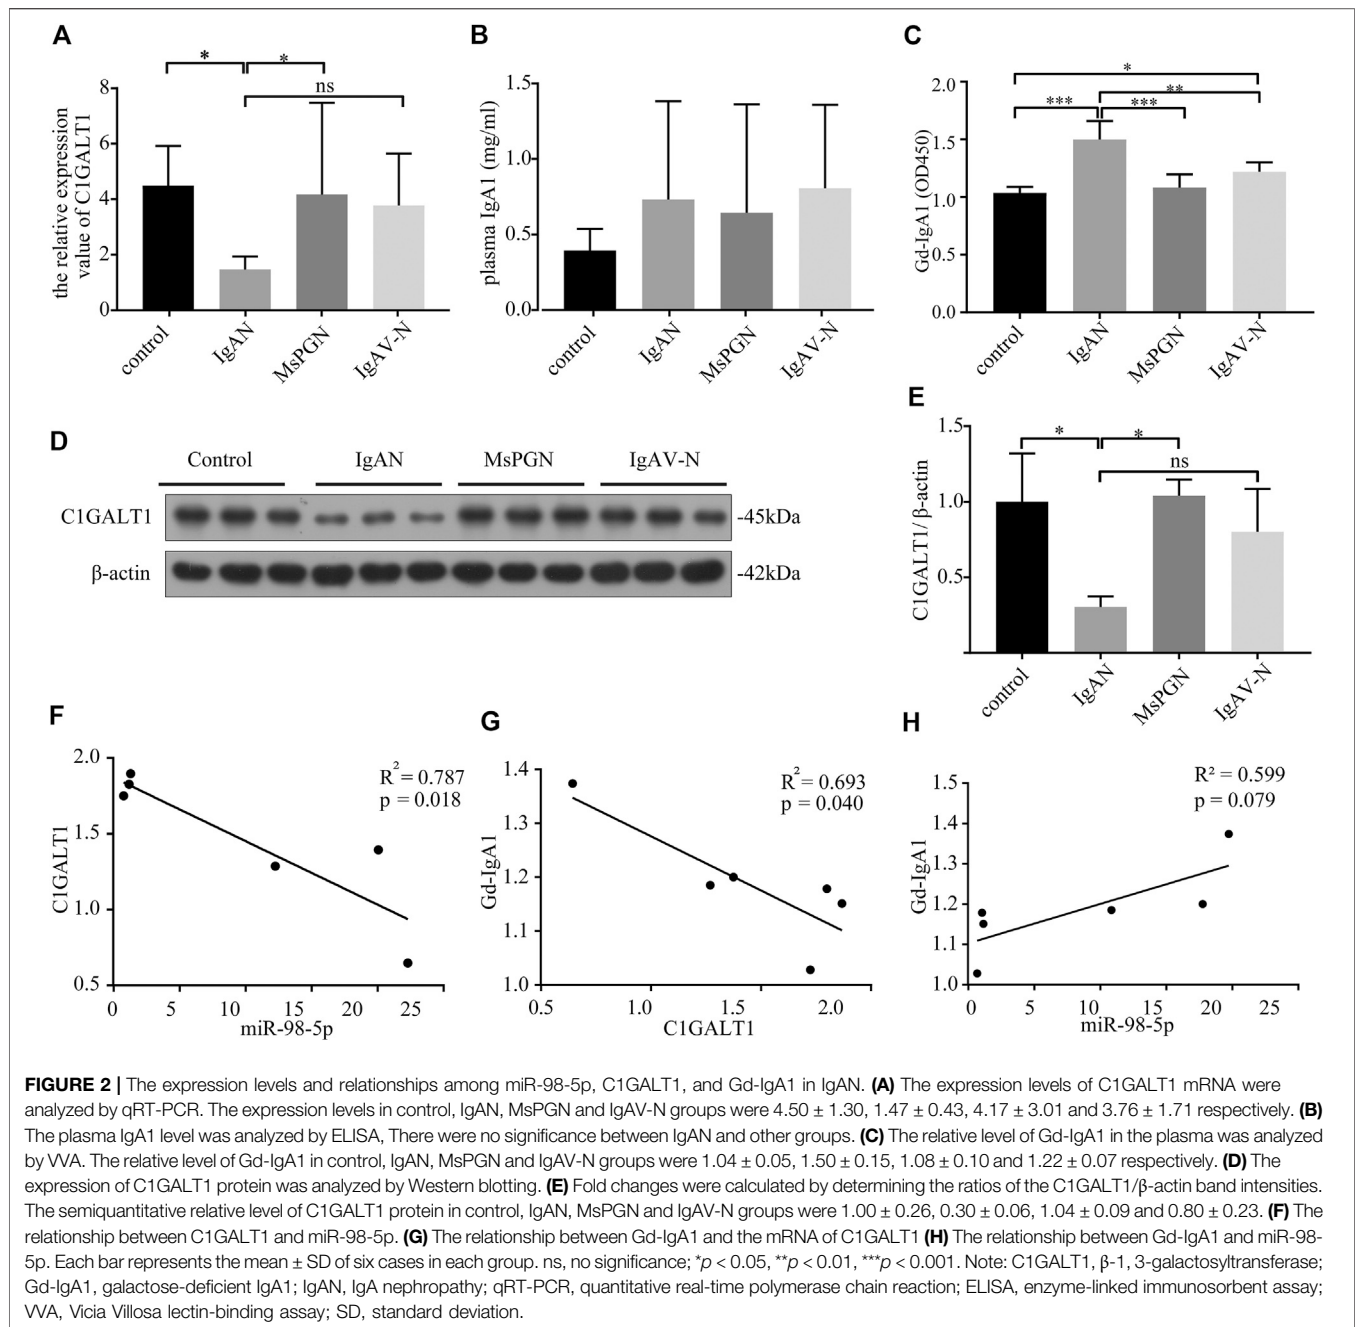 A
* *
ns
8
6
4
2
0
the relative expression
value of C1GALT1
control
IgAN
MsPGN
IgAV-N
B
1.5
1.0
0.5
0.0
plasma IgA1 (mg/ml)
control
IgAN
MsPGN
IgAV-N
C
*
**
*** ***
2.0
1.5
1.0
0.5
0.0
Gd-IgA1 (OD450)
control
IgAN
MsPGN
IgAV-N
D
Control IgAN MsPGN IgAV-N
C1GALT1 -45kDa
β-actin -42kDa
E
* *
ns
1.5
1.0
0.5
C1GALT1/ β-actin
control
IgAN
MsPGN
IgAV-N
F
R² = 0.787
p = 0.018
2.0
1.5
1.0
0.5
C1GALT1
0 5 10 15 20 25
miR-98-5p
G
R² = 0.693
p = 0.040
1.4
1.3
1.2
1.1
1.0
Gd-IgA1
0.5 1.0 1.5 2.0
C1GALT1
H
R² = 0.599
p = 0.079
1.5
1.4
1.3
1.2
1.1
1.0
Gd-IgA1
0 5 10 15 20 25
miR-98-5p
FIGURE 2 | The expression levels and relationships among miR-98-5p, C1GALT1, and Gd-IgA1 in IgAN. (A) The expression levels of C1GALT1 mRNA were
analyzed by qRT-PCR. The expression levels in control, IgAN, MsPGN and IgAV-N groups were 4.50 ± 1.30, 1.47 ± 0.43, 4.17 ± 3.01 and 3.76 ± 1.71 respectively. (B)
The plasma IgA1 level was analyzed by ELISA, There were no significance between IgAN and other groups. (C) The relative level of Gd-IgA1 in the plasma was analyzed
by VVA. The relative level of Gd-IgA1 in control, IgAN, MsPGN and IgAV-N groups were 1.04 ± 0.05, 1.50 ± 0.15, 1.08 ± 0.10 and 1.22 ± 0.07 respectively. (D) The
expression of C1GALT1 protein was analyzed by Western blotting. (E) Fold changes were calculated by determining the ratios of the C1GALT1/β-actin band intensities.
The semiquantitative relative level of C1GALT1 protein in control, IgAN, MsPGN and IgAV-N groups were 1.00 ± 0.26, 0.30 ± 0.06, 1.04 ± 0.09 and 0.80 ± 0.23. (F) The
relationship between C1GALT1 and miR-98-5p. (G) The relationship between Gd-IgA1 and the mRNA of C1GALT1 (H) The relationship between Gd-IgA1 and miR-98-
5p. Each bar represents the mean ± SD of six cases in each group. ns, no significance; *p < 0.05, **p < 0.01, ***p < 0.001. Note: C1GALT1, β-1, 3-galactosyltransferase;
Gd-IgA1, galactose-deficient IgA1; IgAN, IgA nephropathy; qRT-PCR, quantitative real-time polymerase chain reaction; ELISA, enzyme-linked immunosorbent assay;
VVA, Vicia Villosa lectin-binding assay; SD, standard deviation.